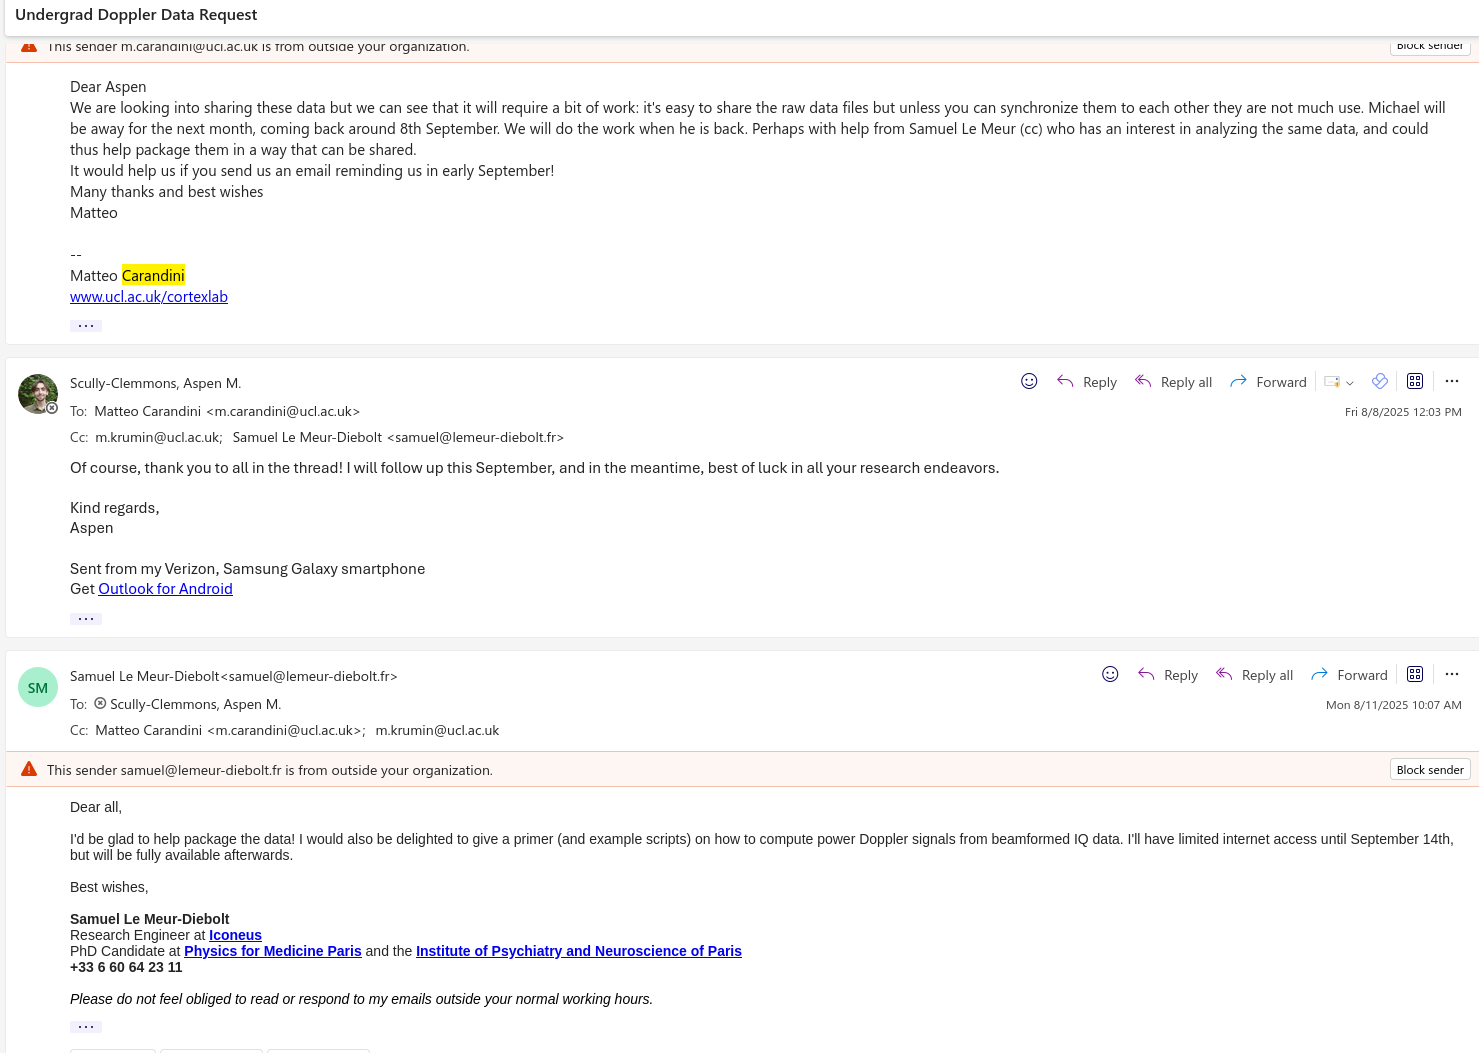 Undergrad Doppler Data Request
This sender m.carandini@ucl.ac.uk is from outside your organization.
Block sender
Dear Aspen
We are looking into sharing these data but we can see that it will require a bit of work: it's easy to share the raw data files but unless you can synchronize them to each other they are not much use. Michael will
be away for the next month, coming back around 8th September. We will do the work when he is back. Perhaps with help from Samuel Le Meur (cc) who has an interest in analyzing the same data, and could
thus help package them in a way that can be shared.
It would help us if you send us an email reminding us in early September!
Many thanks and best wishes
Matteo
--
Matteo Carandini
www.ucl.ac.uk/cortexlab
...
Scully-Clemmons, Aspen M.
Reply
Reply all
Forward
To: Matteo Carandini <m.carandini@ucl.ac.uk>
Fri 8/8/2025 12:03 PM
Cc: m.krumin@ucl.ac.uk; Samuel Le Meur-Diebolt <samuel@lemeur-diebolt.fr>
Of course, thank you to all in the thread! I will follow up this September, and in the meantime, best of luck in all your research endeavors.
Kind regards,
Aspen
Sent from my Verizon, Samsung Galaxy smartphone
Get Outlook for Android
...
SM
Samuel Le Meur-Diebolt<samuel@lemeur-diebolt.fr>
Reply
Reply all
Forward
To: Scully-Clemmons, Aspen M.
Mon 8/11/2025 10:07 AM
Cc: Matteo Carandini <m.carandini@ucl.ac.uk>; m.krumin@ucl.ac.uk
This sender samuel@lemeur-diebolt.fr is from outside your organization.
Block sender
Dear all,
I'd be glad to help package the data! I would also be delighted to give a primer (and example scripts) on how to compute power Doppler signals from beamformed IQ data. I'll have limited internet access until September 14th,
but will be fully available afterwards.
Best wishes,
Samuel Le Meur-Diebolt
Research Engineer at Iconeus
PhD Candidate at Physics for Medicine Paris and the Institute of Psychiatry and Neuroscience of Paris
+33 6 60 64 23 11
Please do not feel obliged to read or respond to my emails outside your normal working hours.
...